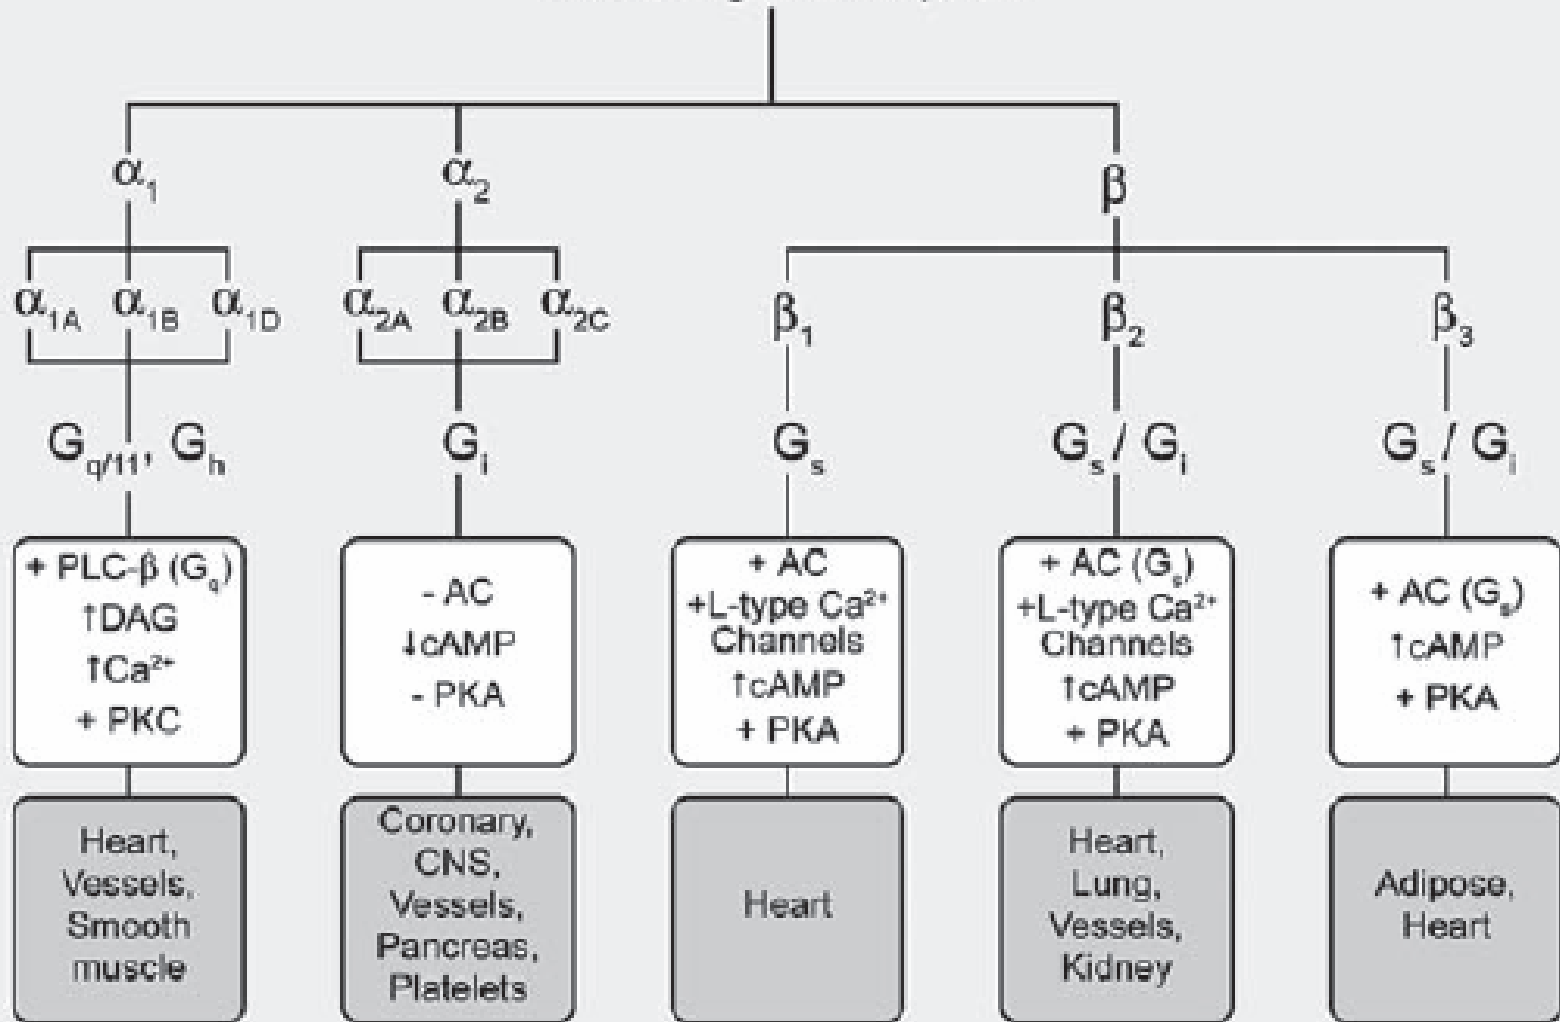 α1 α2 β
α1A α1B α1D α2A α2B α2C β1 β2 β3
Gq/11, Gh Gi Gs Gs / Gi Gs / Gi
+ PLC-β (Gq)
↑DAG
↑Ca2+
+ PKC
- AC
↓cAMP
- PKA
+ AC
+L-type Ca2+
Channels
↑cAMP
+ PKA
+ AC (Gs)
+L-type Ca2+
Channels
↑cAMP
+ PKA
+ AC (Gs)
↑cAMP
+ PKA
Heart,
Vessels,
Smooth
muscle
Coronary,
CNS,
Vessels,
Pancreas,
Platelets
Heart
Heart,
Lung,
Vessels,
Kidney
Adipose,
Heart